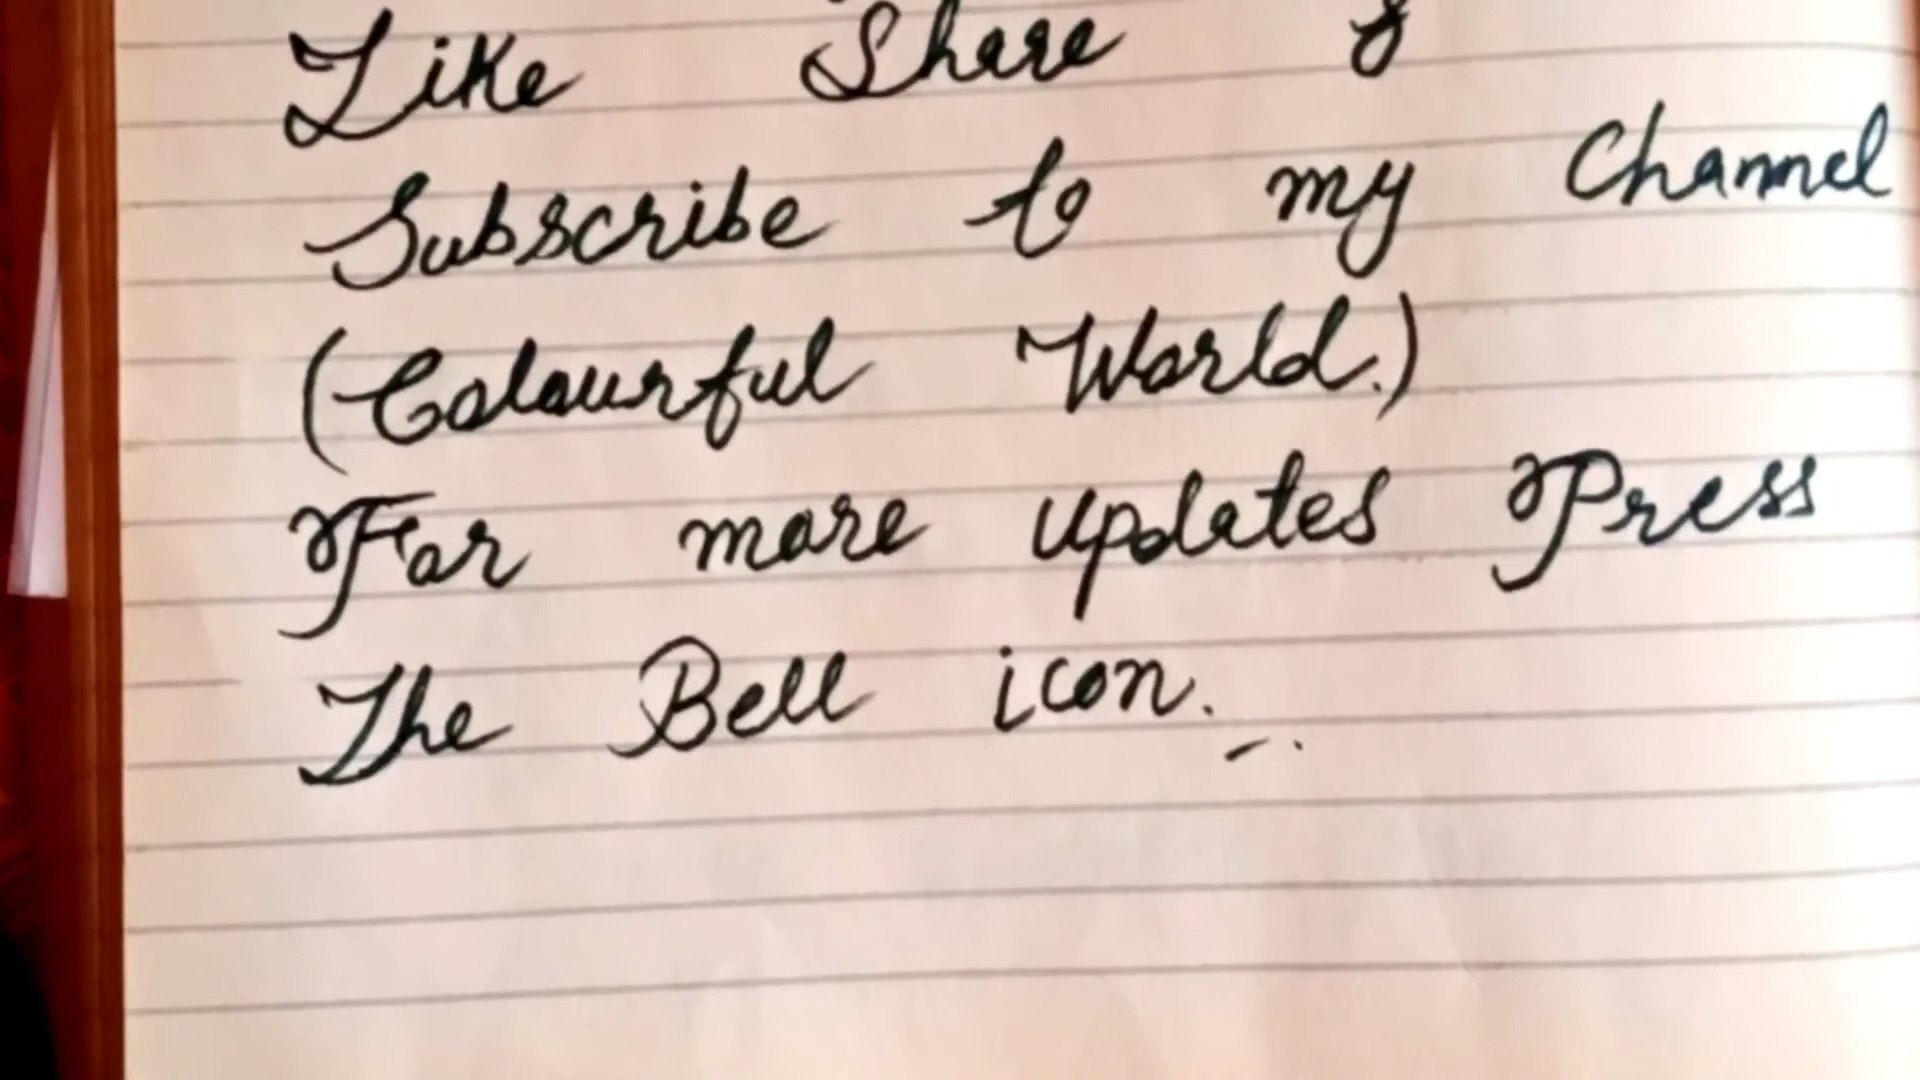 Like Share &
Subscribe to my Channel
(Colourful World.)
For more updates Press
The Bell icon.